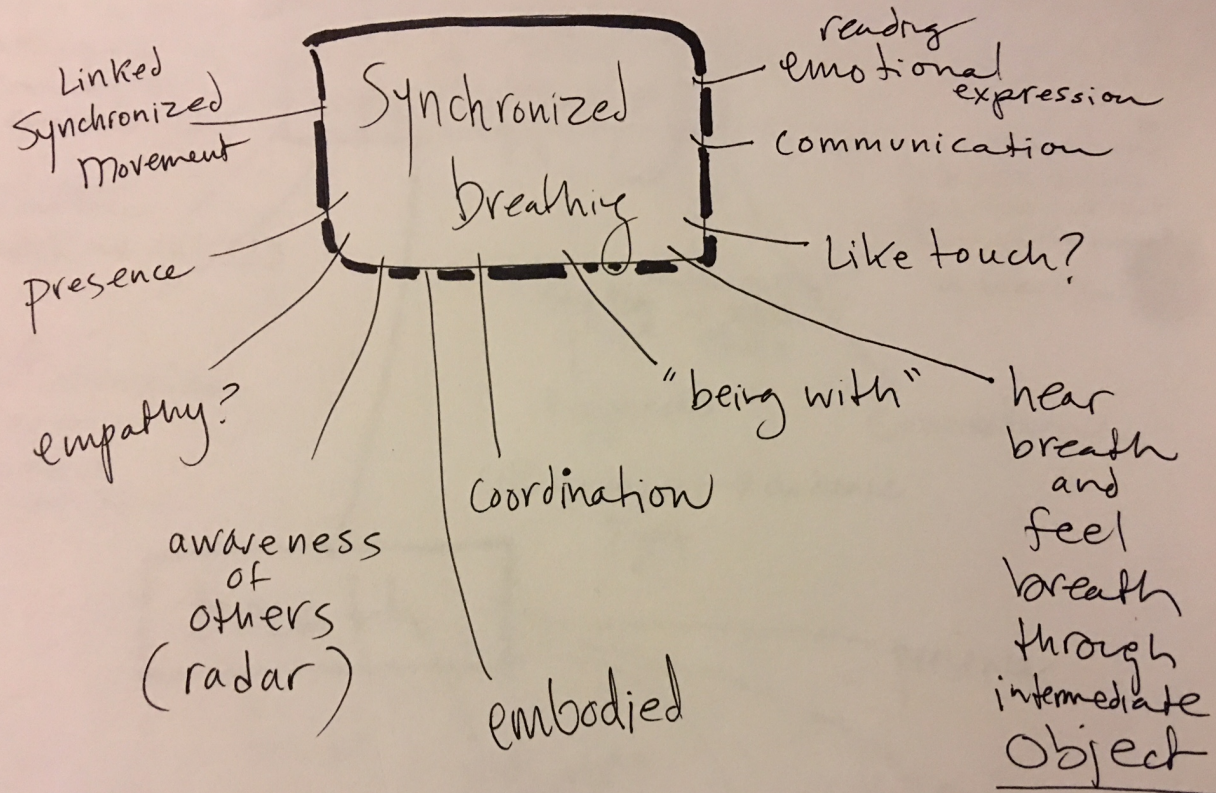 Synchronized
breathing
Linked
Synchronized
Movement
presence
empathy?
awareness
of
others
(radar)
embodied
coordination
"being with"
reading
emotional
expression
communication
Like touch?
hear
breath
and
feel
breath
through
intermediate
object